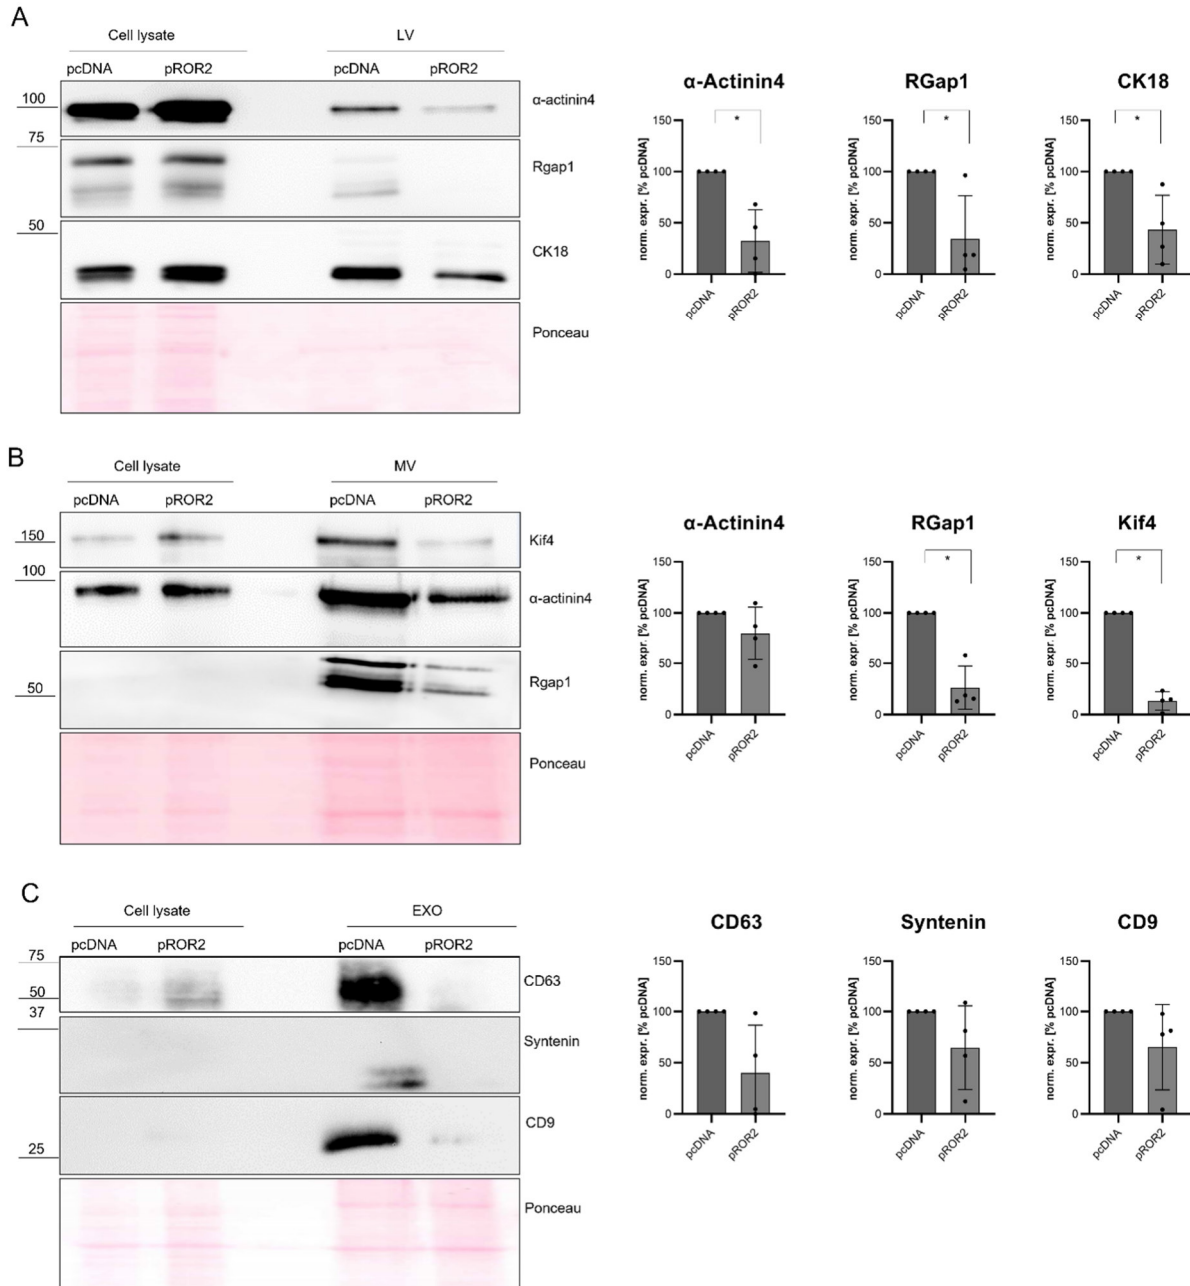 A
Cell lysate LV
pcDNA pROR2 pcDNA pROR2
100
75
50
α-actinin4
Rgap1
CK18
Ponceau
α-Actinin4
norm. expr. [% pcDNA]
150
100
50
0
*
pcDNA
pROR2
RGap1
norm. expr. [% pcDNA]
150
100
50
0
*
pcDNA
pROR2
CK18
norm. expr. [% pcDNA]
150
100
50
0
*
pcDNA
pROR2
B
Cell lysate MV
pcDNA pROR2 pcDNA pROR2
150
100
50
Kif4
α-actinin4
Rgap1
Ponceau
α-Actinin4
norm. expr. [% pcDNA]
150
100
50
0
pcDNA
pROR2
RGap1
norm. expr. [% pcDNA]
150
100
50
0
*
pcDNA
pROR2
Kif4
norm. expr. [% pcDNA]
150
100
50
0
*
pcDNA
pROR2
C
Cell lysate EXO
pcDNA pROR2 pcDNA pROR2
75
50
37
25
CD63
Syntenin
CD9
Ponceau
CD63
norm. expr. [% pcDNA]
150
100
50
0
pcDNA
pROR2
Syntenin
norm. expr. [% pcDNA]
150
100
50
0
pcDNA
pROR2
CD9
norm. expr. [% pcDNA]
150
100
50
0
pcDNA
pROR2